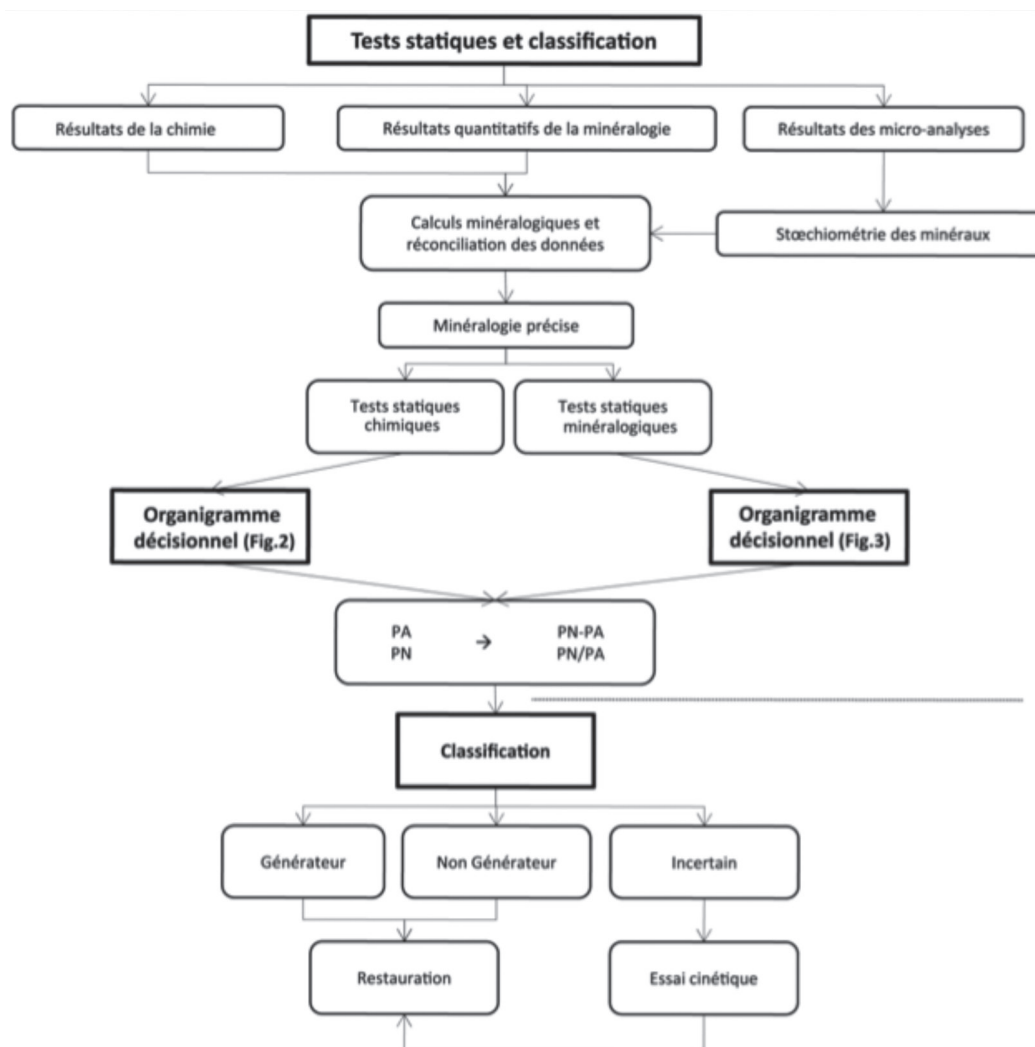 Tests statiques et classification
Résultats de la chimie
Résultats quantitatifs de la minéralogie
Résultats des micro-analyses
Calculs minéralogiques et
réconciliation des données
Stœchiométrie des minéraux
Minéralogie précise
Tests statiques
chimiques
Tests statiques
minéralogiques
Organigramme
décisionnel (Fig.2)
Organigramme
décisionnel (Fig.3)
PA → PN-PA
PN PN/PA
Classification
Générateur
Non Générateur
Incertain
Restauration
Essai cinétique